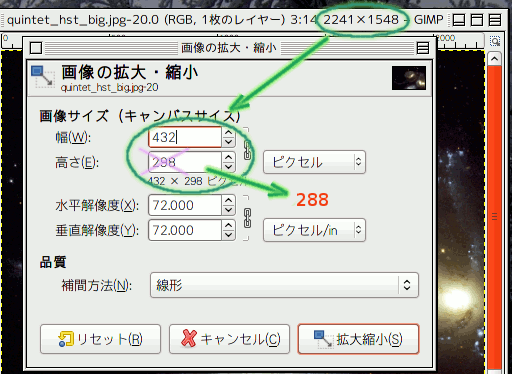 quintet_hst_big.jpg-20.0 (RGB, 1枚のレイヤー) 3:14 2241×1548 – GIMP
画像の拡大・縮小
画像の拡大・縮小
quintet_hst_big.jpg-20
画像サイズ (キャンバスサイズ)
幅(W): 432
高さ(E): 298 ピクセル
432 × 298 ピクセル
288
水平解像度(X): 72.000
垂直解像度(Y): 72.000 ピクセル/in
品質
補間方法(N): 線形
リセット(R) キャンセル(C) 拡大縮小(S)